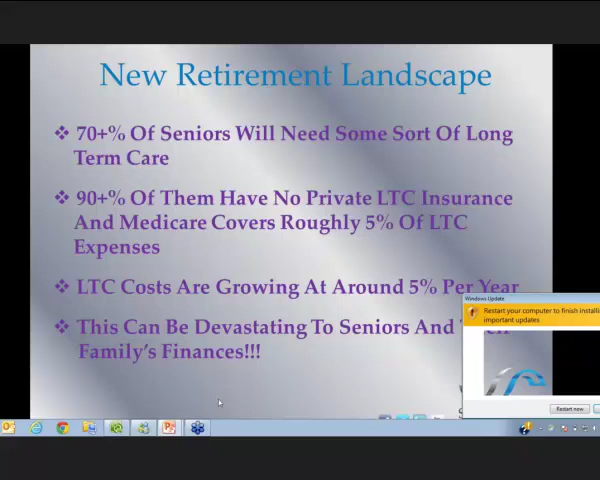 New Retirement Landscape
❖ 70+% Of Seniors Will Need Some Sort Of Long
Term Care
❖ 90+% Of Them Have No Private LTC Insurance
And Medicare Covers Roughly 5% Of LTC
Expenses
❖ LTC Costs Are Growing At Around 5% Per Year
❖ This Can Be Devastating To Seniors And
Family's Finances!!!
Windows Update
Restart your computer to finish
important updates
Restart now